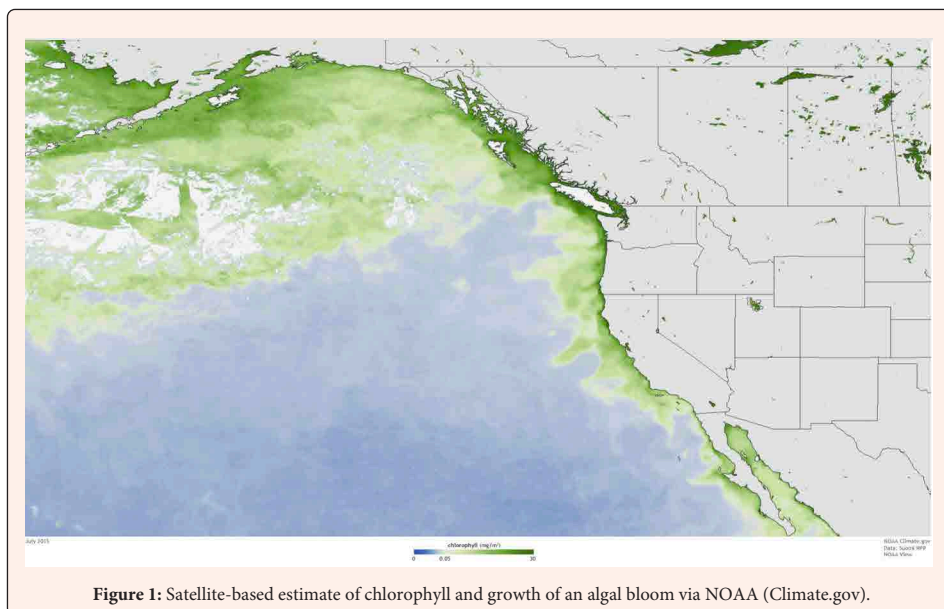 July 2015
chlorophyll (mg/m³)
0 0.05 30
NOAA Climate.gov
Data: Suomi NPP
NOAA View
Figure 1: Satellite-based estimate of chlorophyll and growth of an algal bloom via NOAA (Climate.gov).